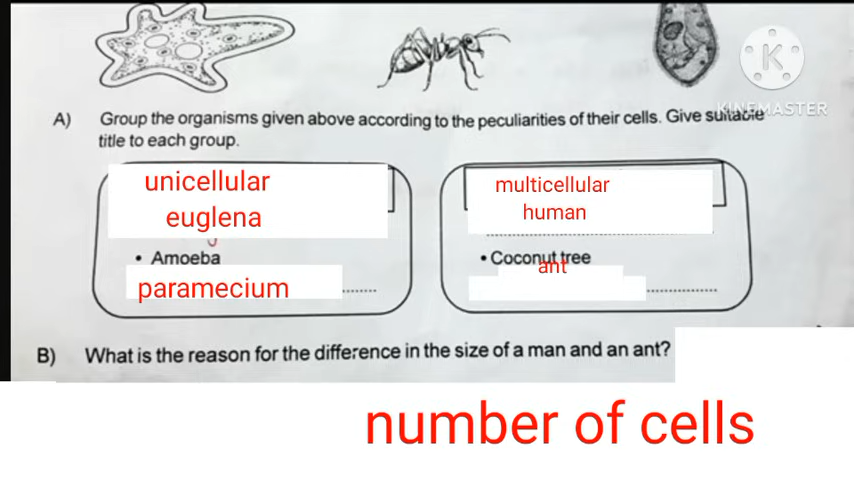 KINEMASTER
A) Group the organisms given above according to the peculiarities of their cells. Give suitable
title to each group.
unicellular
euglena
• Amoeba
paramecium ........
multicellular
human
• Coconut tree
ant
B) What is the reason for the difference in the size of a man and an ant?
number of cells